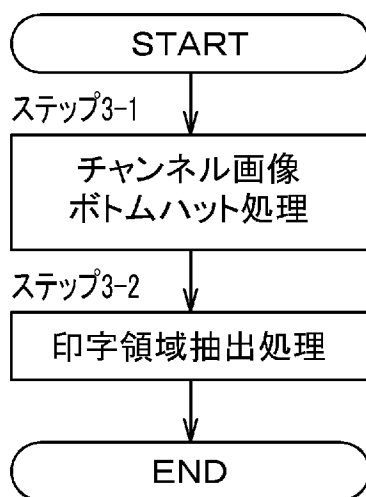 START
ステップ3-1
チャンネル画像
ボトムハット処理
ステップ3-2
印字領域抽出処理
END